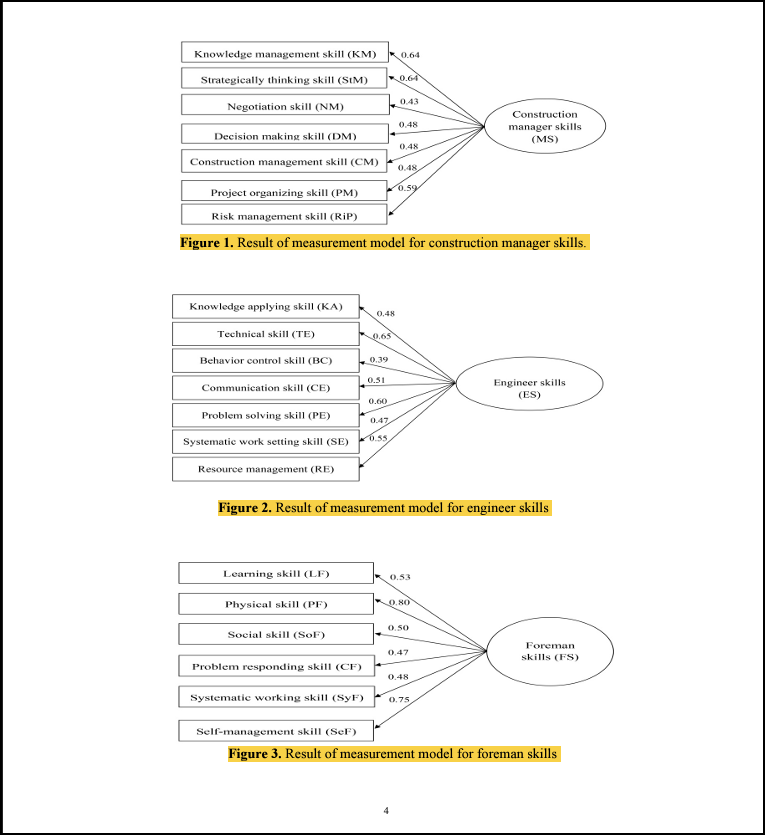 Knowledge management skill (KM)
0.64
Strategically thinking skill (StM)
0.64
Negotiation skill (NM)
0.43
Decision making skill (DM)
0.48
Construction management skill (CM)
0.48
Project organizing skill (PM)
0.48
Risk management skill (RiP)
0.59
Construction
manager skills
(MS)
Figure 1. Result of measurement model for construction manager skills.
Knowledge applying skill (KA)
0.48
Technical skill (TE)
0.65
Behavior control skill (BC)
0.39
Communication skill (CE)
0.51
Problem solving skill (PE)
0.60
Systematic work setting skill (SE)
0.47
Resource management (RE)
0.55
Engineer skills
(ES)
Figure 2. Result of measurement model for engineer skills
Learning skill (LF)
0.53
Physical skill (PF)
0.80
Social skill (SoF)
0.50
Problem responding skill (CF)
0.47
Systematic working skill (SyF)
0.48
Self-management skill (SeF)
0.75
Foreman
skills (FS)
Figure 3. Result of measurement model for foreman skills
4